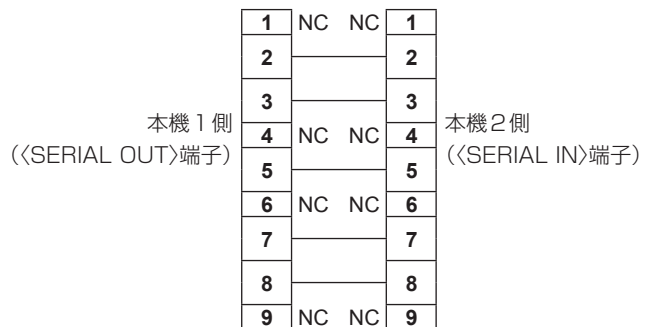 1 NC NC 1
2 2
3 3
本機1側
(〈SERIAL OUT〉端子)
4 NC NC 4
本機2側
(〈SERIAL IN〉端子)
5 5
6 NC NC 6
7 7
8 8
9 NC NC 9